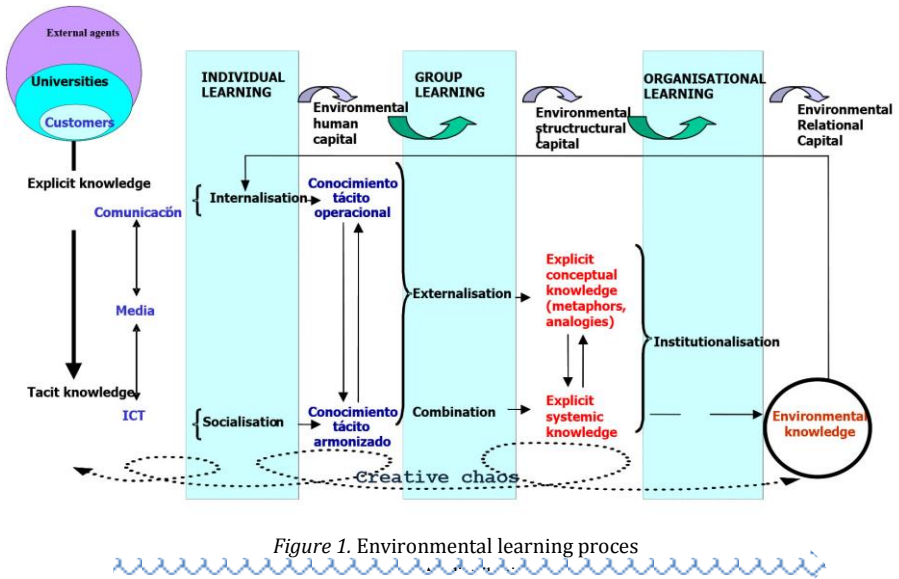 External agents
Universities
Customers
Explicit knowledge
Comunicación
Media
Tacit knowledge
ICT
INDIVIDUAL
LEARNING
Internalisation
Socialisation
Environmental
human
capital
Conocimiento
tácito
operacional
Conocimiento
tácito
armonizado
GROUP
LEARNING
Externalisation
Combination
Environmental
structructural
capital
Explicit
conceptual
knowledge
(metaphors,
analogies)
Explicit
systemic
knowledge
ORGANISATIONAL
LEARNING
Institutionalisation
Environmental
Relational
Capital
Environmental
knowledge
Creative chaos
Figure 1. Environmental learning proces